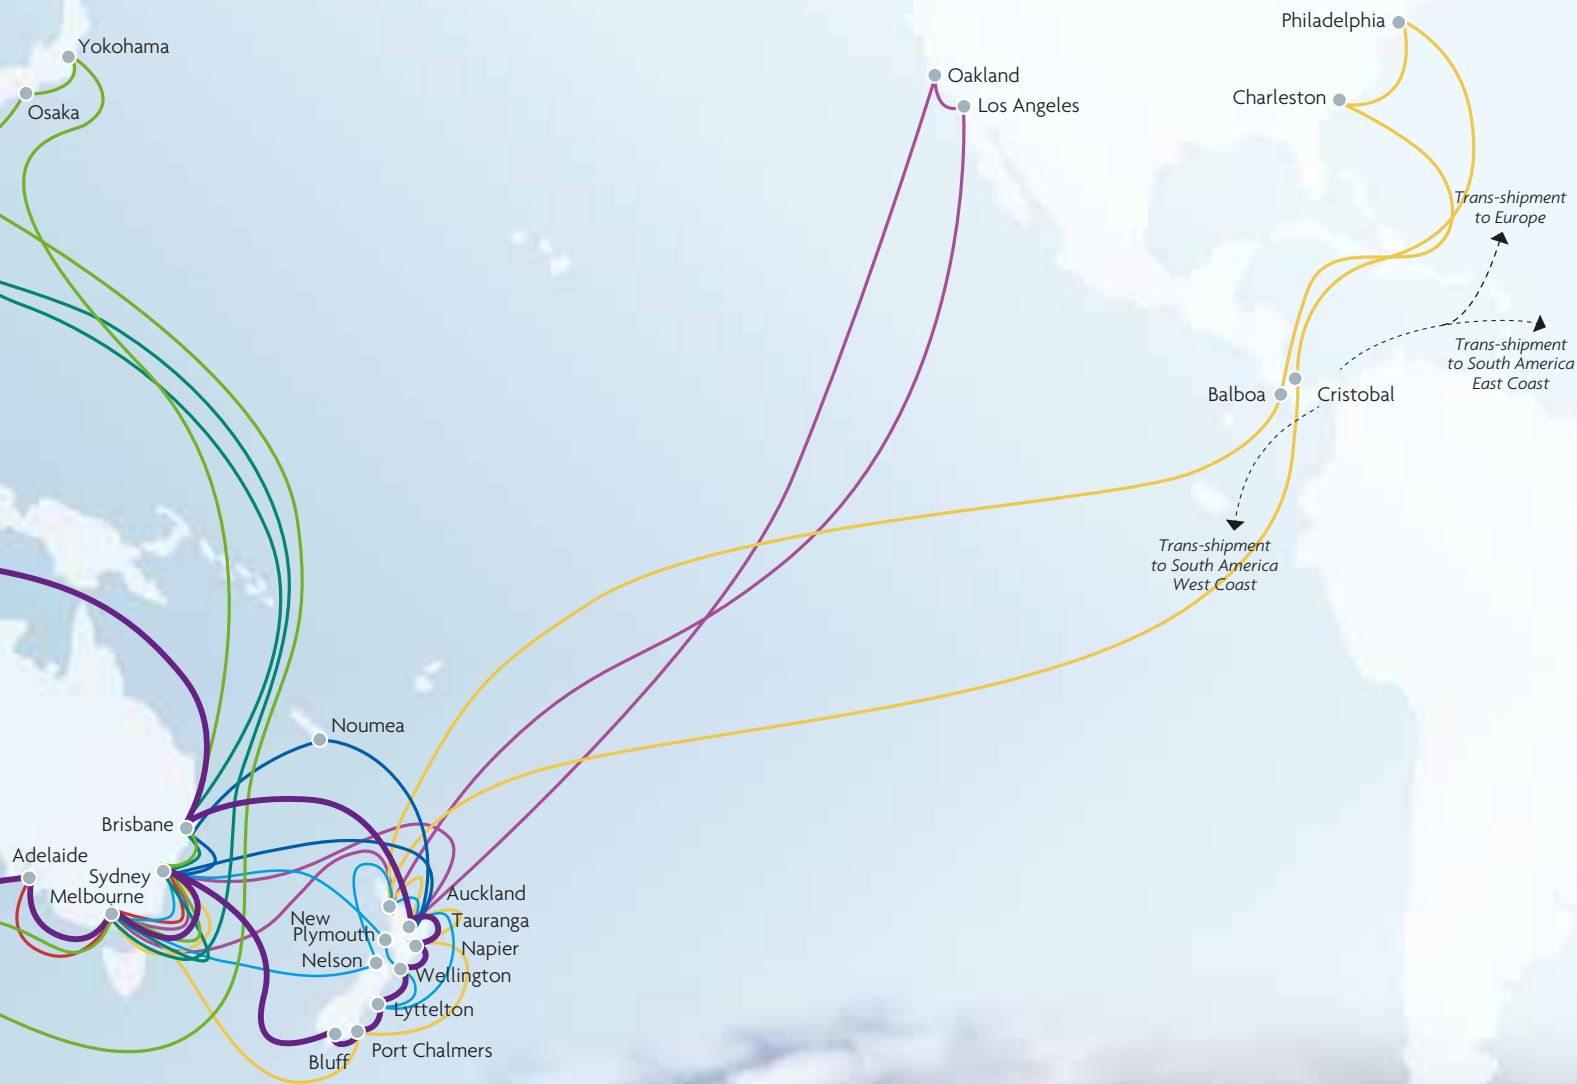 Philadelphia
Yokohama
Oakland
Charleston
Los Angeles
Osaka
Trans-shipment
to Europe
Trans-shipment
to South America
East Coast
Balboa
Cristobal
Trans-shipment
to South America
West Coast
Noumea
Brisbane
Adelaide
Sydney
Melbourne
Auckland
New
Plymouth
Tauranga
Napier
Nelson
Wellington
Lyttelton
Port Chalmers
Bluff